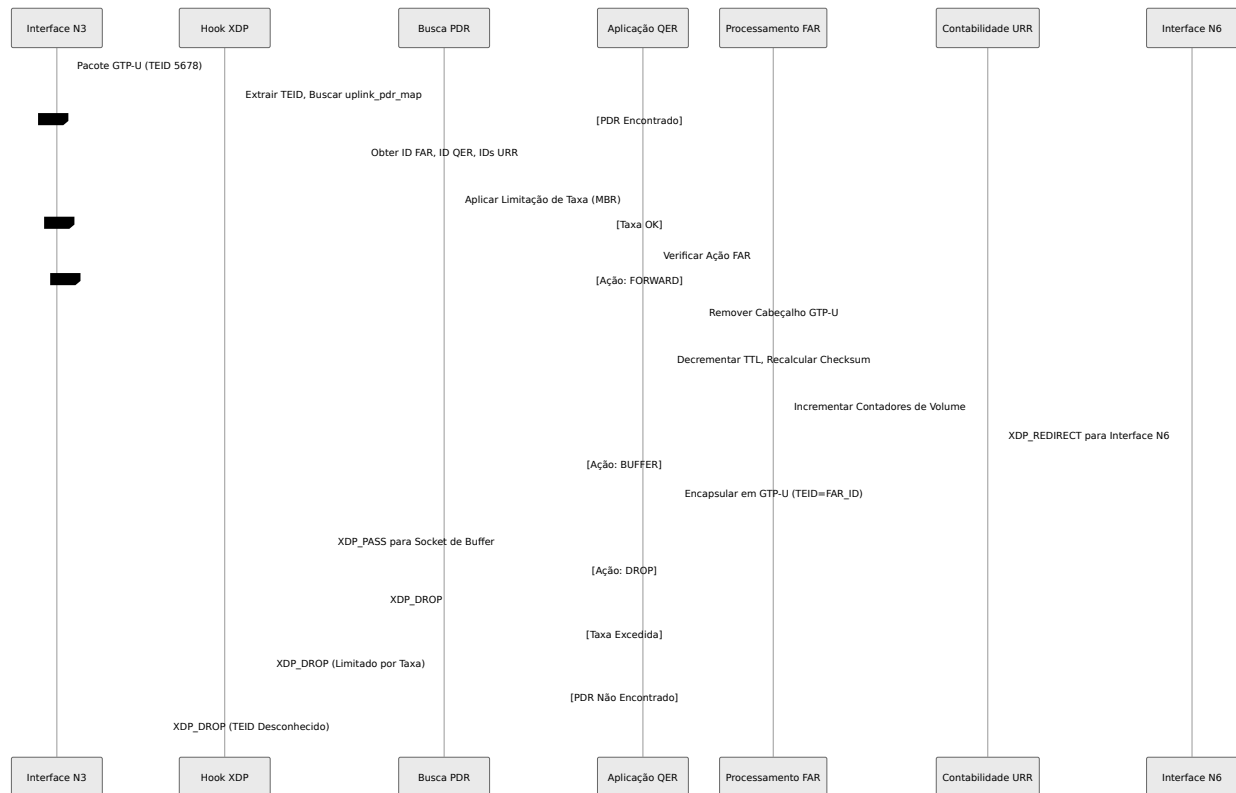 Interface N3
Hook XDP
Busca PDR
Aplicação QER
Processamento FAR
Contabilidade URR
Interface N6
Pacote GTP-U (TEID 5678)
Extrair TEID, Buscar uplink_pdr_map
[PDR Encontrado]
Obter ID FAR, ID QER, IDs URR
Aplicar Limitação de Taxa (MBR)
[Taxa OK]
Verificar Ação FAR
[Ação: FORWARD]
Remover Cabeçalho GTP-U
Decrementar TTL, Recalcular Checksum
Incrementar Contadores de Volume
XDP_REDIRECT para Interface N6
[Ação: BUFFER]
Encapsular em GTP-U (TEID=FAR_ID)
XDP_PASS para Socket de Buffer
[Ação: DROP]
XDP_DROP
[Taxa Excedida]
XDP_DROP (Limitado por Taxa)
[PDR Não Encontrado]
XDP_DROP (TEID Desconhecido)
Interface N3
Hook XDP
Busca PDR
Aplicação QER
Processamento FAR
Contabilidade URR
Interface N6